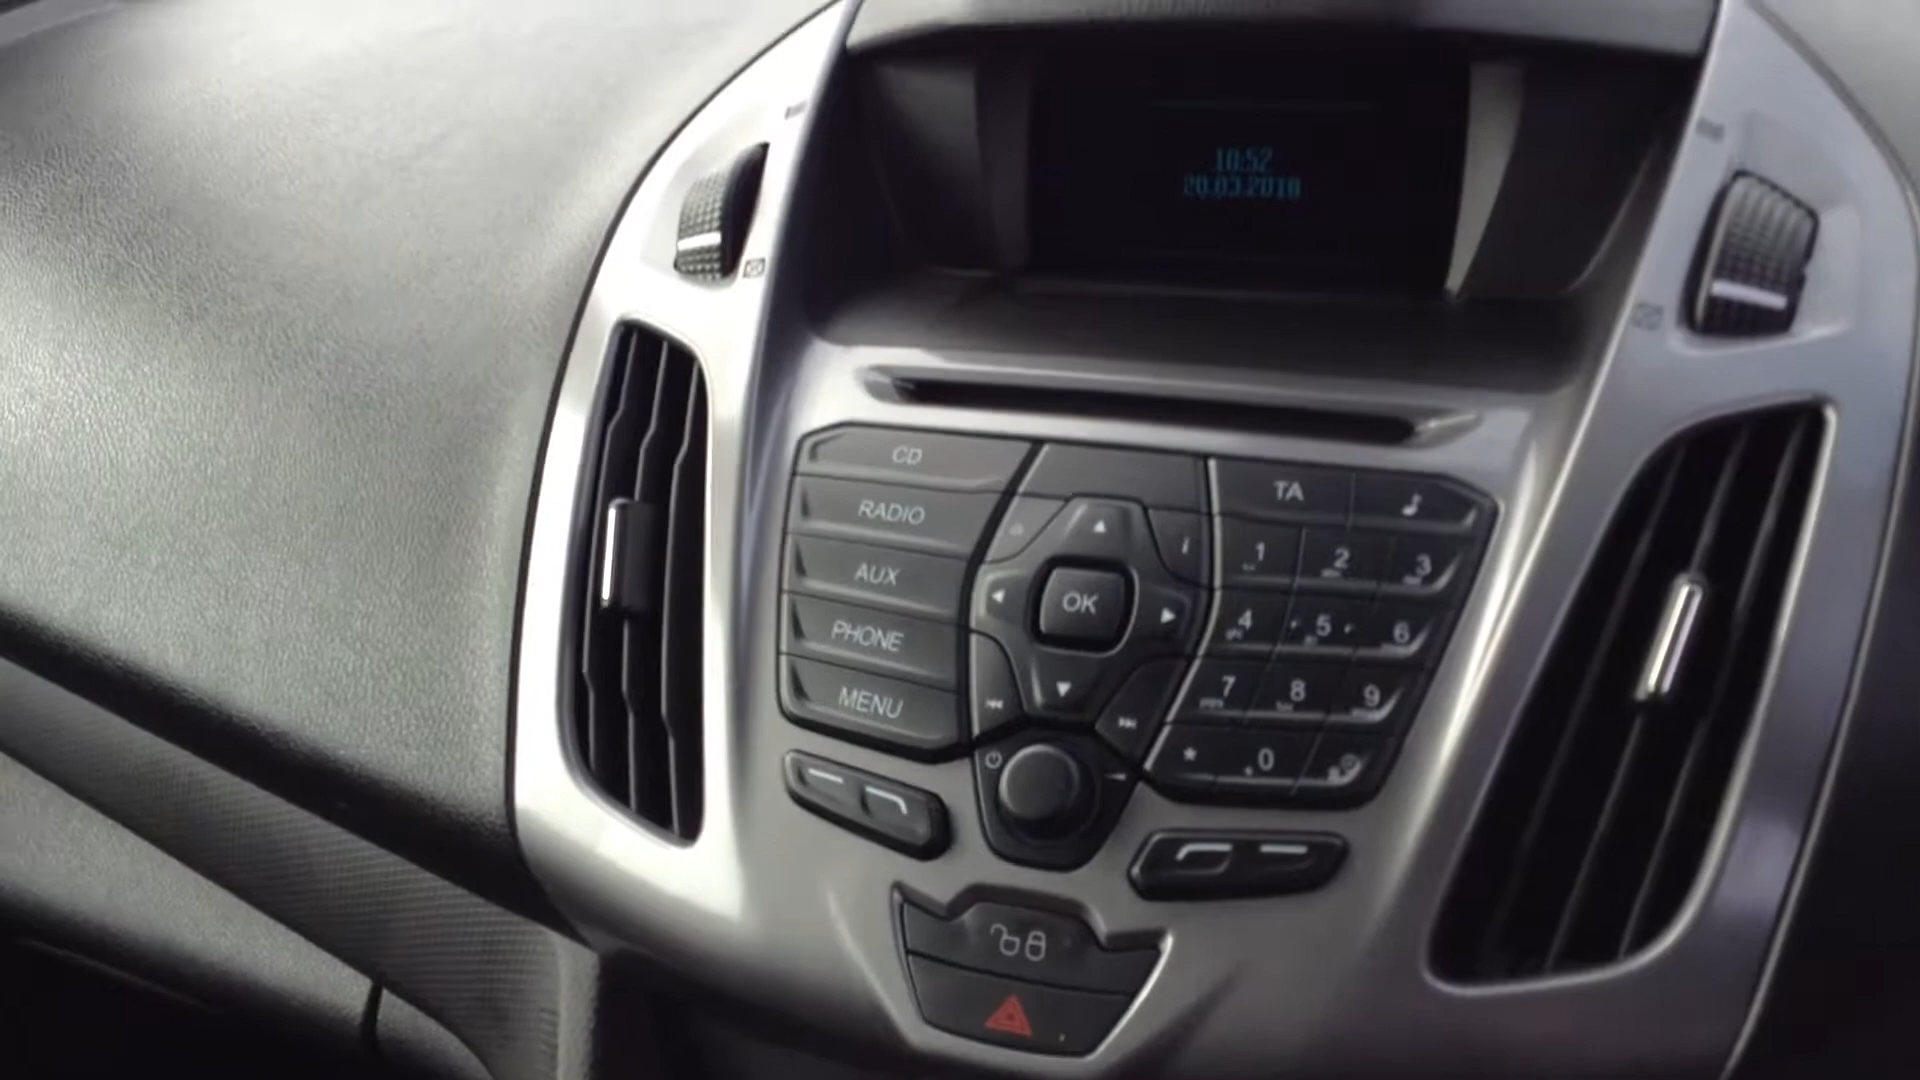 10:52
20.03.2018
CD
RADIO
AUX
PHONE
MENU
OK
i
TA
1 2 3
4 5 6
7 8 9
* 0